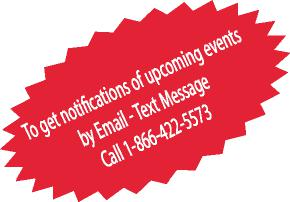 To get notifications of upcoming events
by Email - Text Message
Call 1-866-422-5573